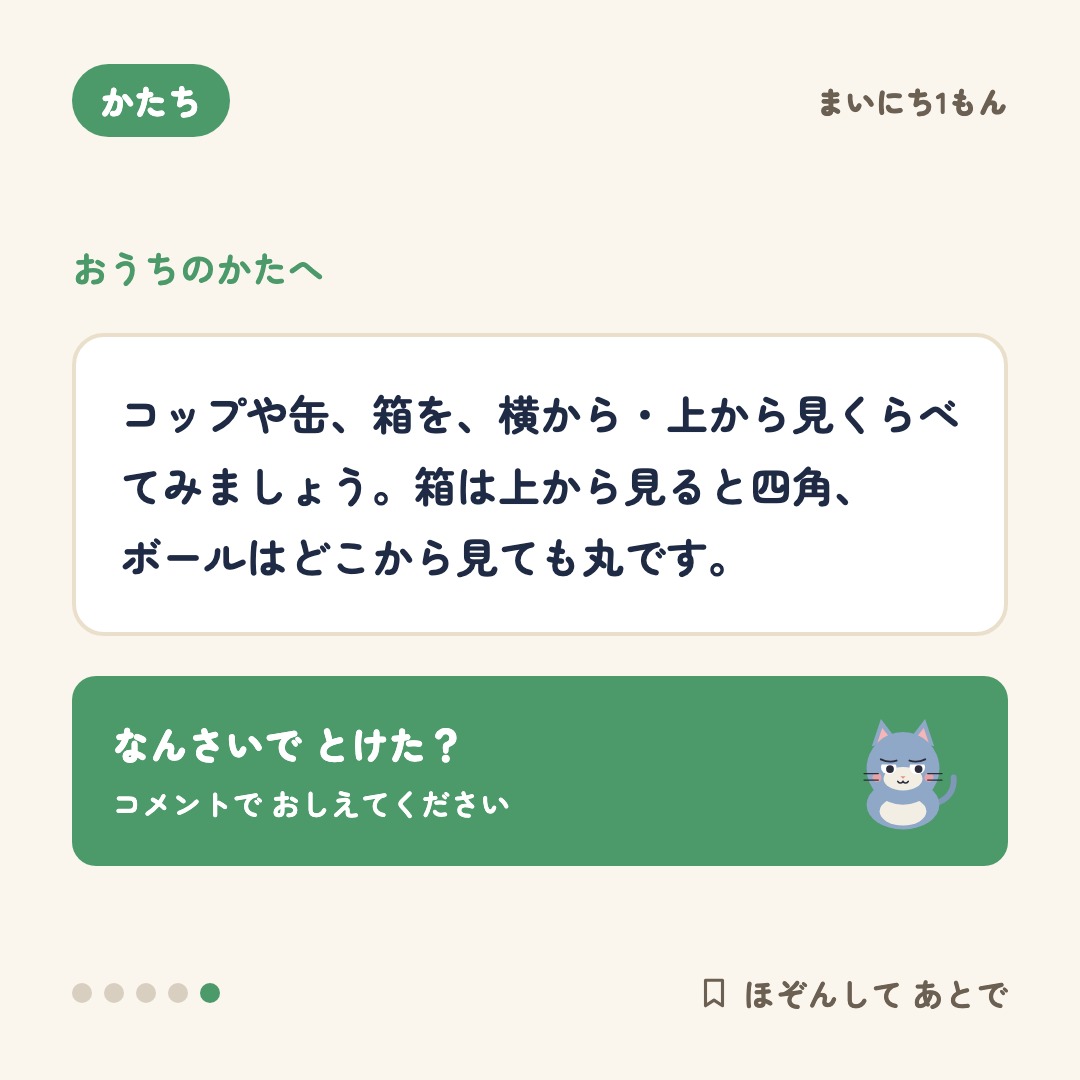 かたち
まいにち1もん
おうちのかたへ
コップや缶、箱を、横から・上から見くらべ
てみましょう。箱は上から見ると四角、
ボールはどこから見ても丸です。
なんさいで とけた？
コメントで おしえてください
ほぞんして あとで